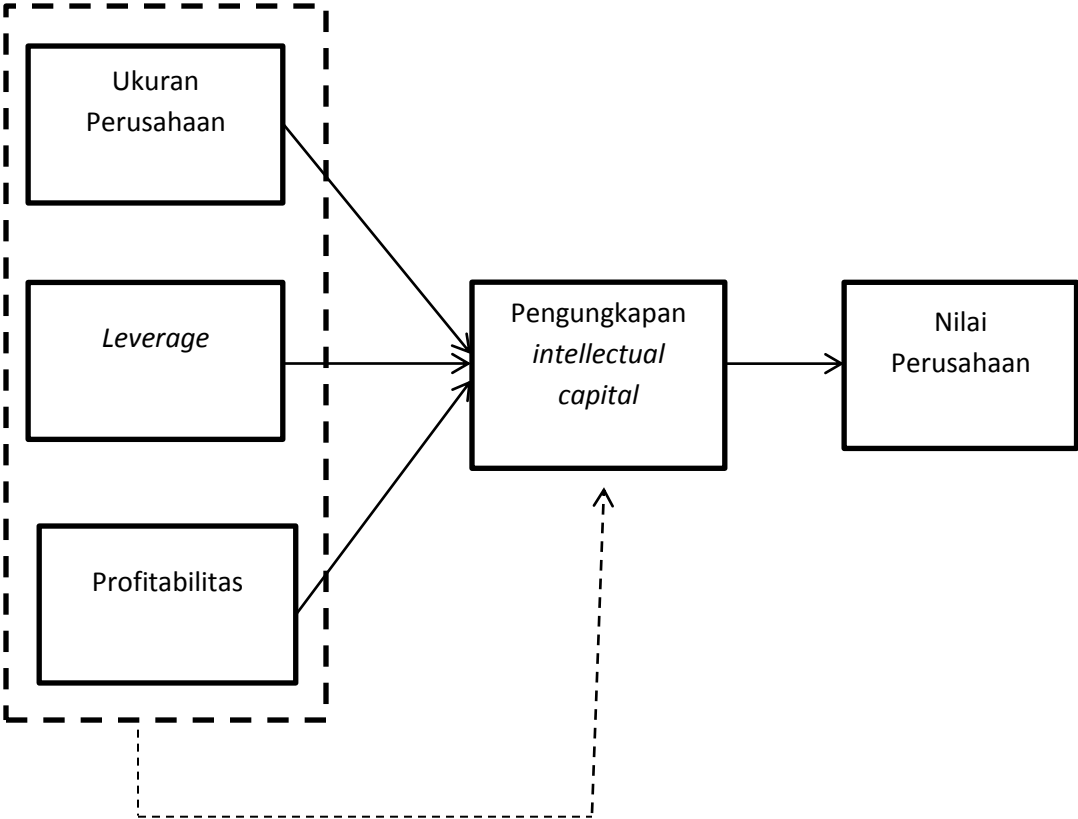 Ukuran
Perusahaan
Leverage
Profitabilitas
Pengungkapan
intellectual
capital
Nilai
Perusahaan